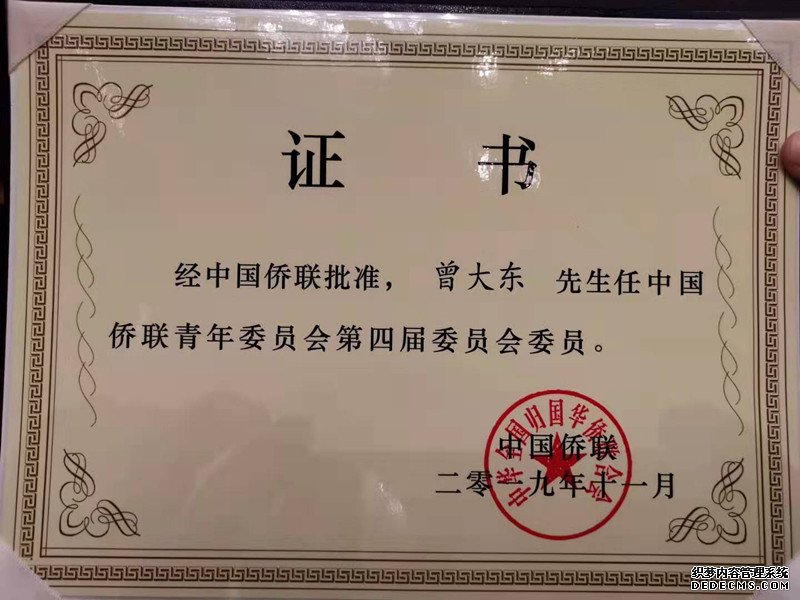 证 书
经中国侨联批准， 曾大东 先生任中国
侨联青年委员会第四届委员会委员。
中国侨联
二零一九年十一月
中华全国归国华侨联合会
织梦内容管理系统
DEDECMS.COM